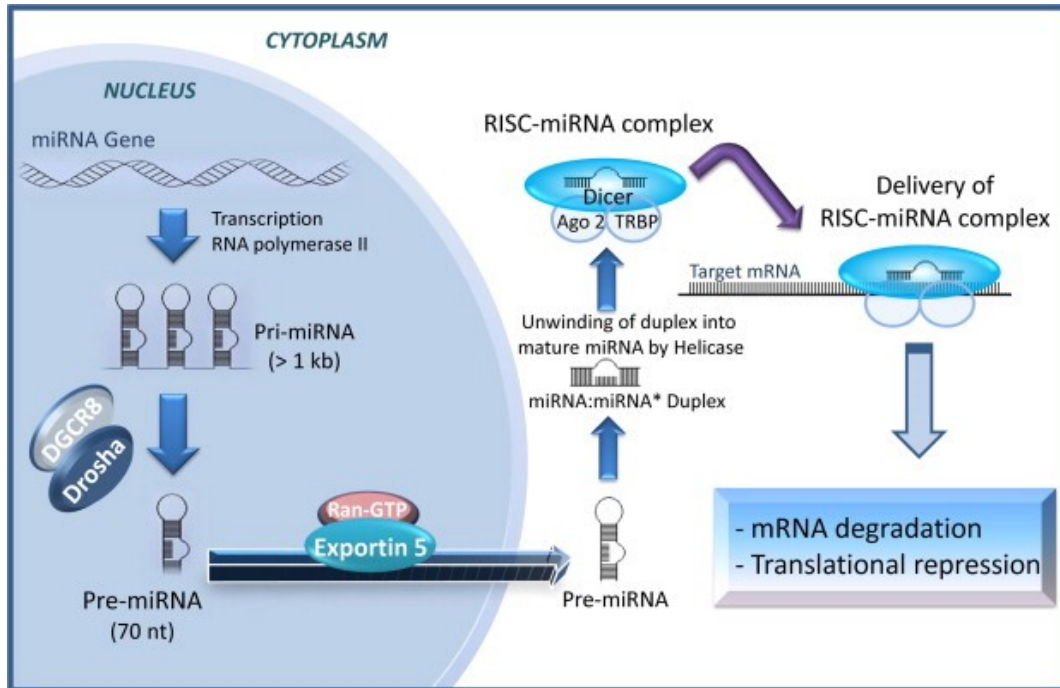 CYTOPLASM
NUCLEUS
miRNA Gene
Transcription
RNA polymerase II
Pri-miRNA
(> 1 kb)
DGCR8
Drosha
Pre-miRNA
(70 nt)
Ran-GTP
Exportin 5
Pre-miRNA
miRNA:miRNA* Duplex
Unwinding of duplex into
mature miRNA by Helicase
RISC-miRNA complex
Dicer
Ago 2 TRBP
Delivery of
RISC-miRNA complex
Target mRNA
- mRNA degradation
- Translational repression